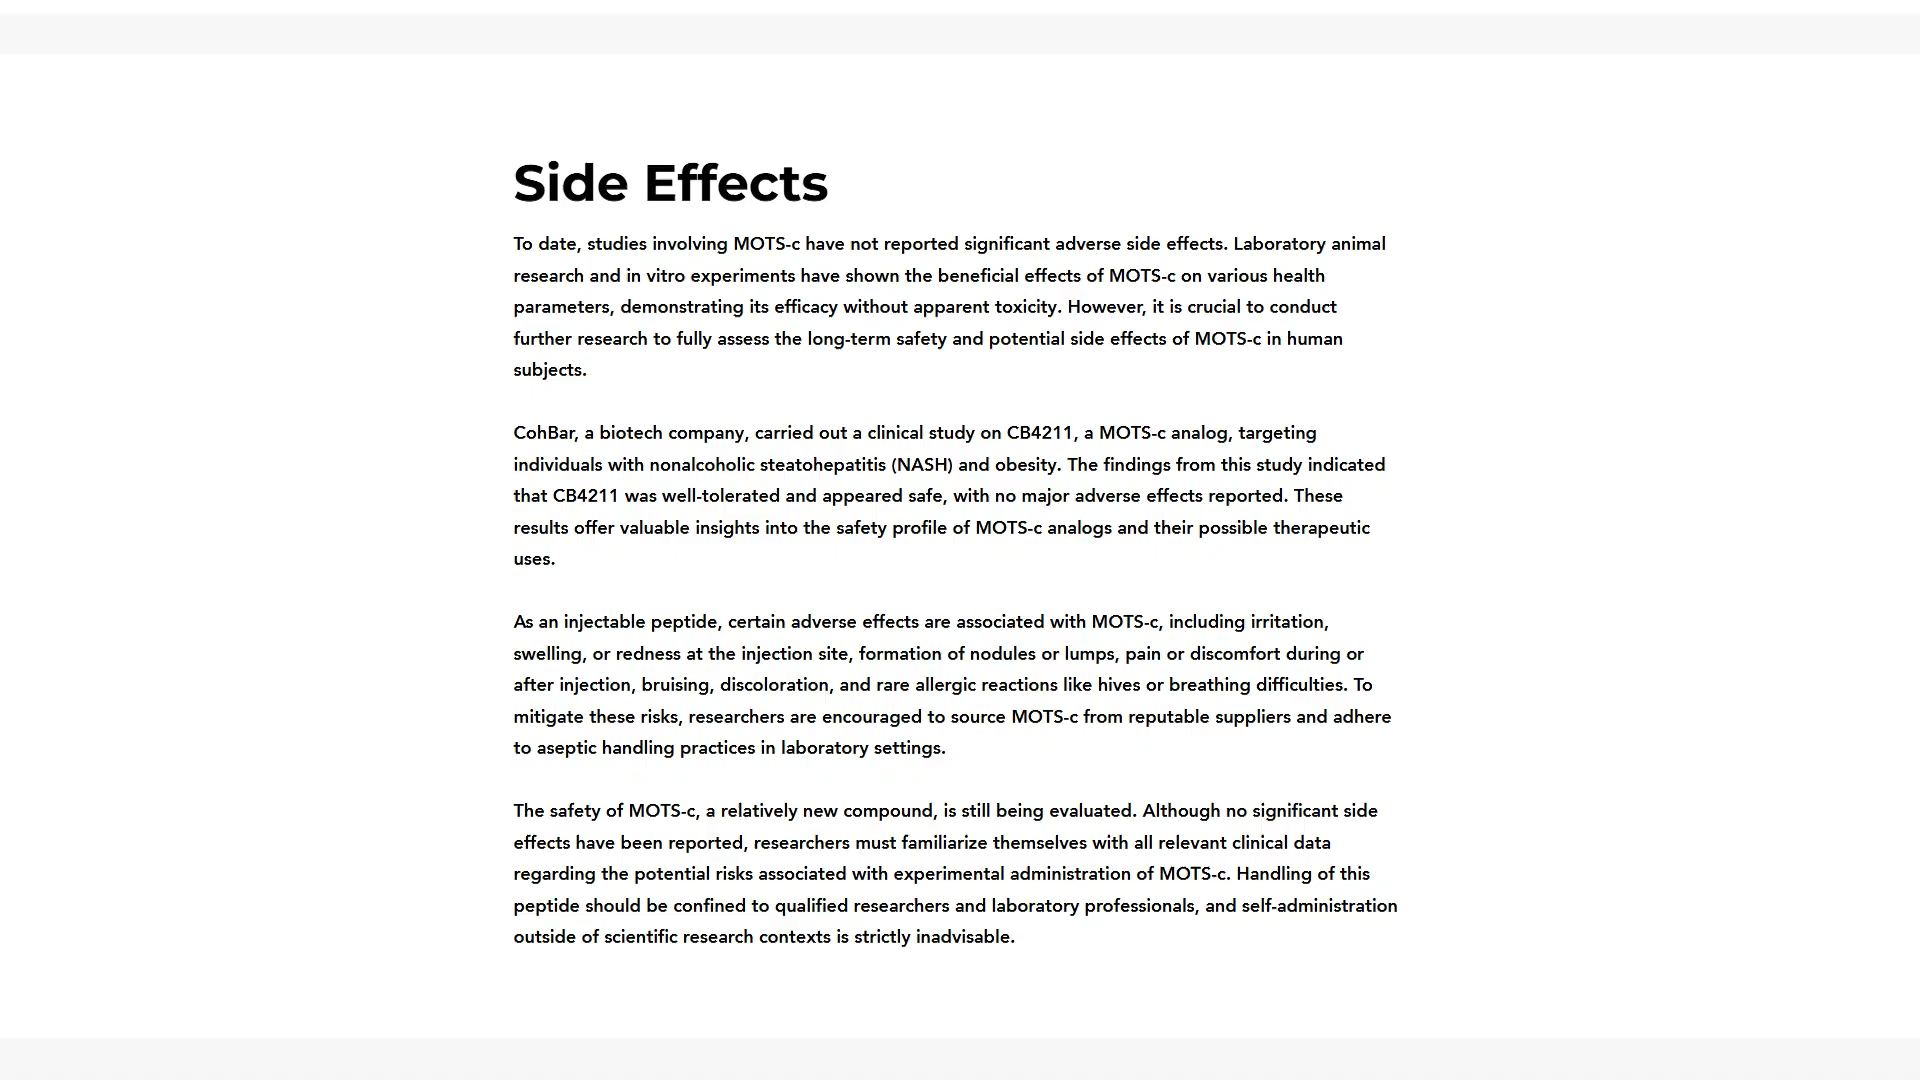 Side Effects
To date, studies involving MOTS-c have not reported significant adverse side effects. Laboratory animal
research and in vitro experiments have shown the beneficial effects of MOTS-c on various health
parameters, demonstrating its efficacy without apparent toxicity. However, it is crucial to conduct
further research to fully assess the long-term safety and potential side effects of MOTS-c in human
subjects.
CohBar, a biotech company, carried out a clinical study on CB4211, a MOTS-c analog, targeting
individuals with nonalcoholic steatohepatitis (NASH) and obesity. The findings from this study indicated
that CB4211 was well-tolerated and appeared safe, with no major adverse effects reported. These
results offer valuable insights into the safety profile of MOTS-c analogs and their possible therapeutic
uses.
As an injectable peptide, certain adverse effects are associated with MOTS-c, including irritation,
swelling, or redness at the injection site, formation of nodules or lumps, pain or discomfort during or
after injection, bruising, discoloration, and rare allergic reactions like hives or breathing difficulties. To
mitigate these risks, researchers are encouraged to source MOTS-c from reputable suppliers and adhere
to aseptic handling practices in laboratory settings.
The safety of MOTS-c, a relatively new compound, is still being evaluated. Although no significant side
effects have been reported, researchers must familiarize themselves with all relevant clinical data
regarding the potential risks associated with experimental administration of MOTS-c. Handling of this
peptide should be confined to qualified researchers and laboratory professionals, and self-administration
outside of scientific research contexts is strictly inadvisable.